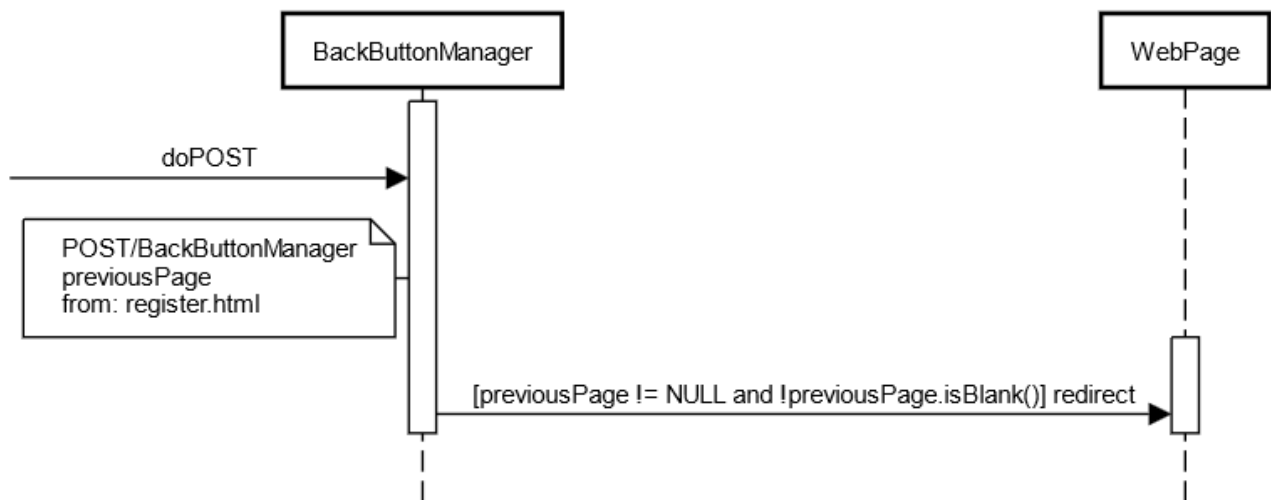 BackButtonManager
WebPage
doPOST
POST/BackButtonManager
previousPage
from: register.html
[previousPage != NULL and !previousPage.isBlank()] redirect